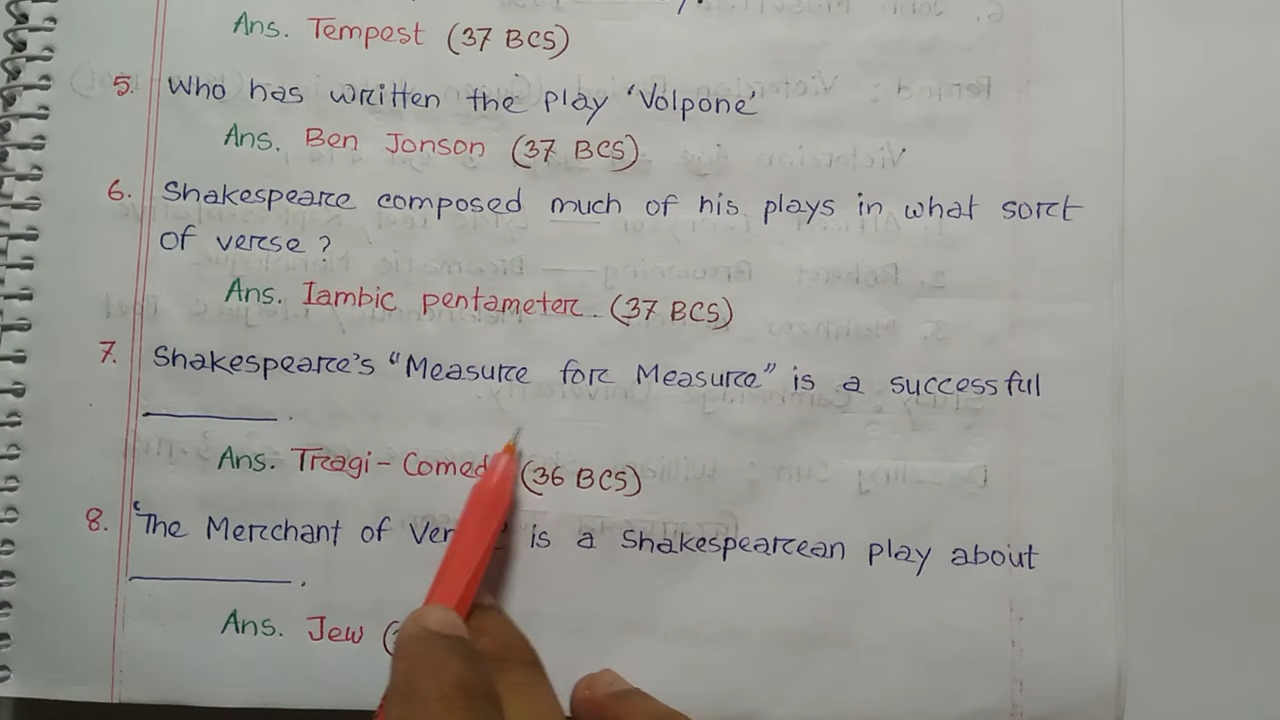 Ans. Tempest (37 BCS)
5. Who has written the play 'Volpone'
Ans. Ben Jonson (37 BCS)
6. Shakespeare composed much of his plays in what sort
of verse?
Ans. Iambic pentameter. (37 BCS)
7. Shakespeare's "Measure for Measure" is a successful
______.
Ans. Tragi-Comed (36 BCS)
8. 'The Merchant of Ven ' is a Shakespearean play about
______.
Ans. Jew (